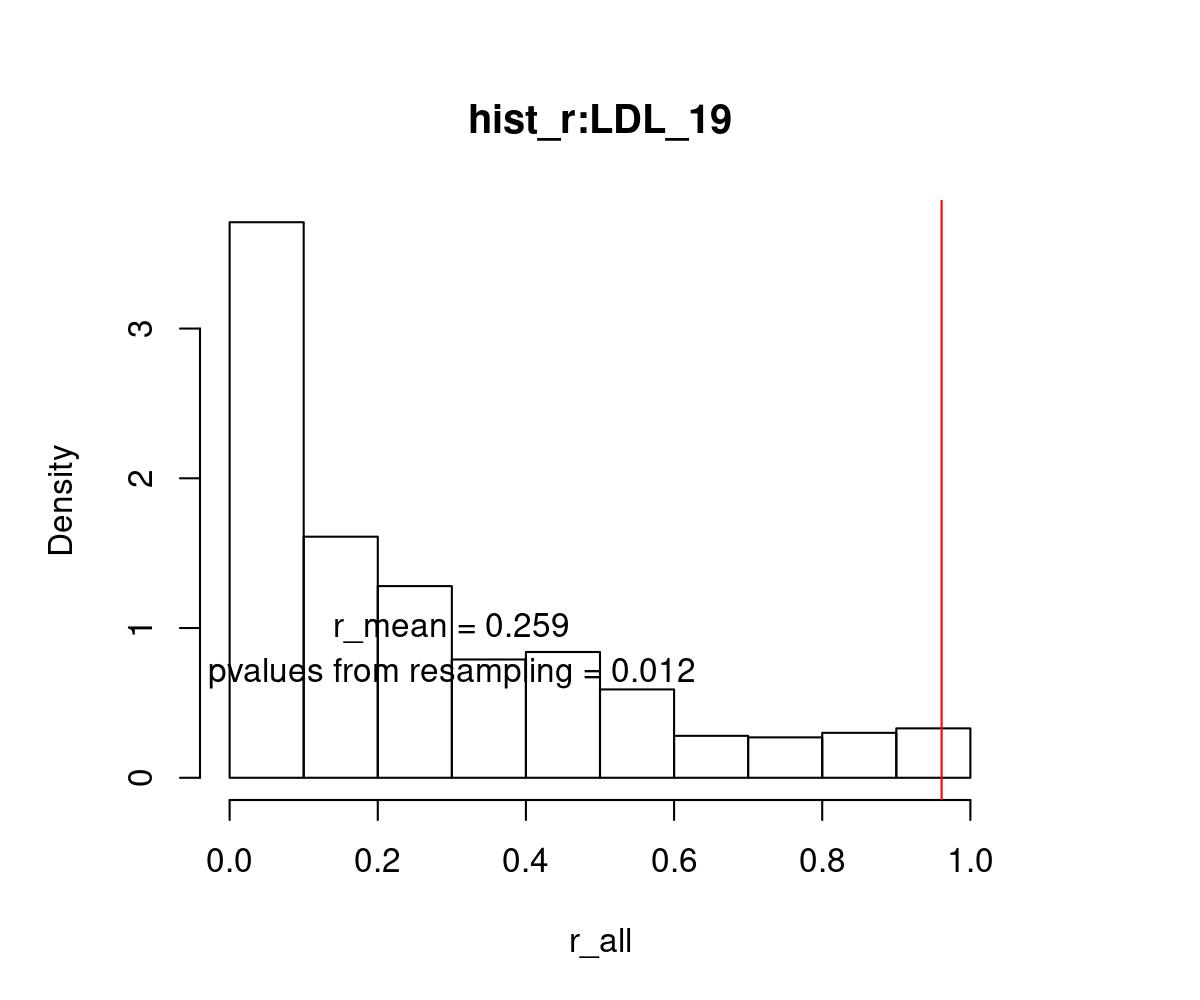 hist_r:LDL_19
3
2
1
0
Density
r_mean = 0.259
pvalues from resampling = 0.012
0.0 0.2 0.4 0.6 0.8 1.0
r_all